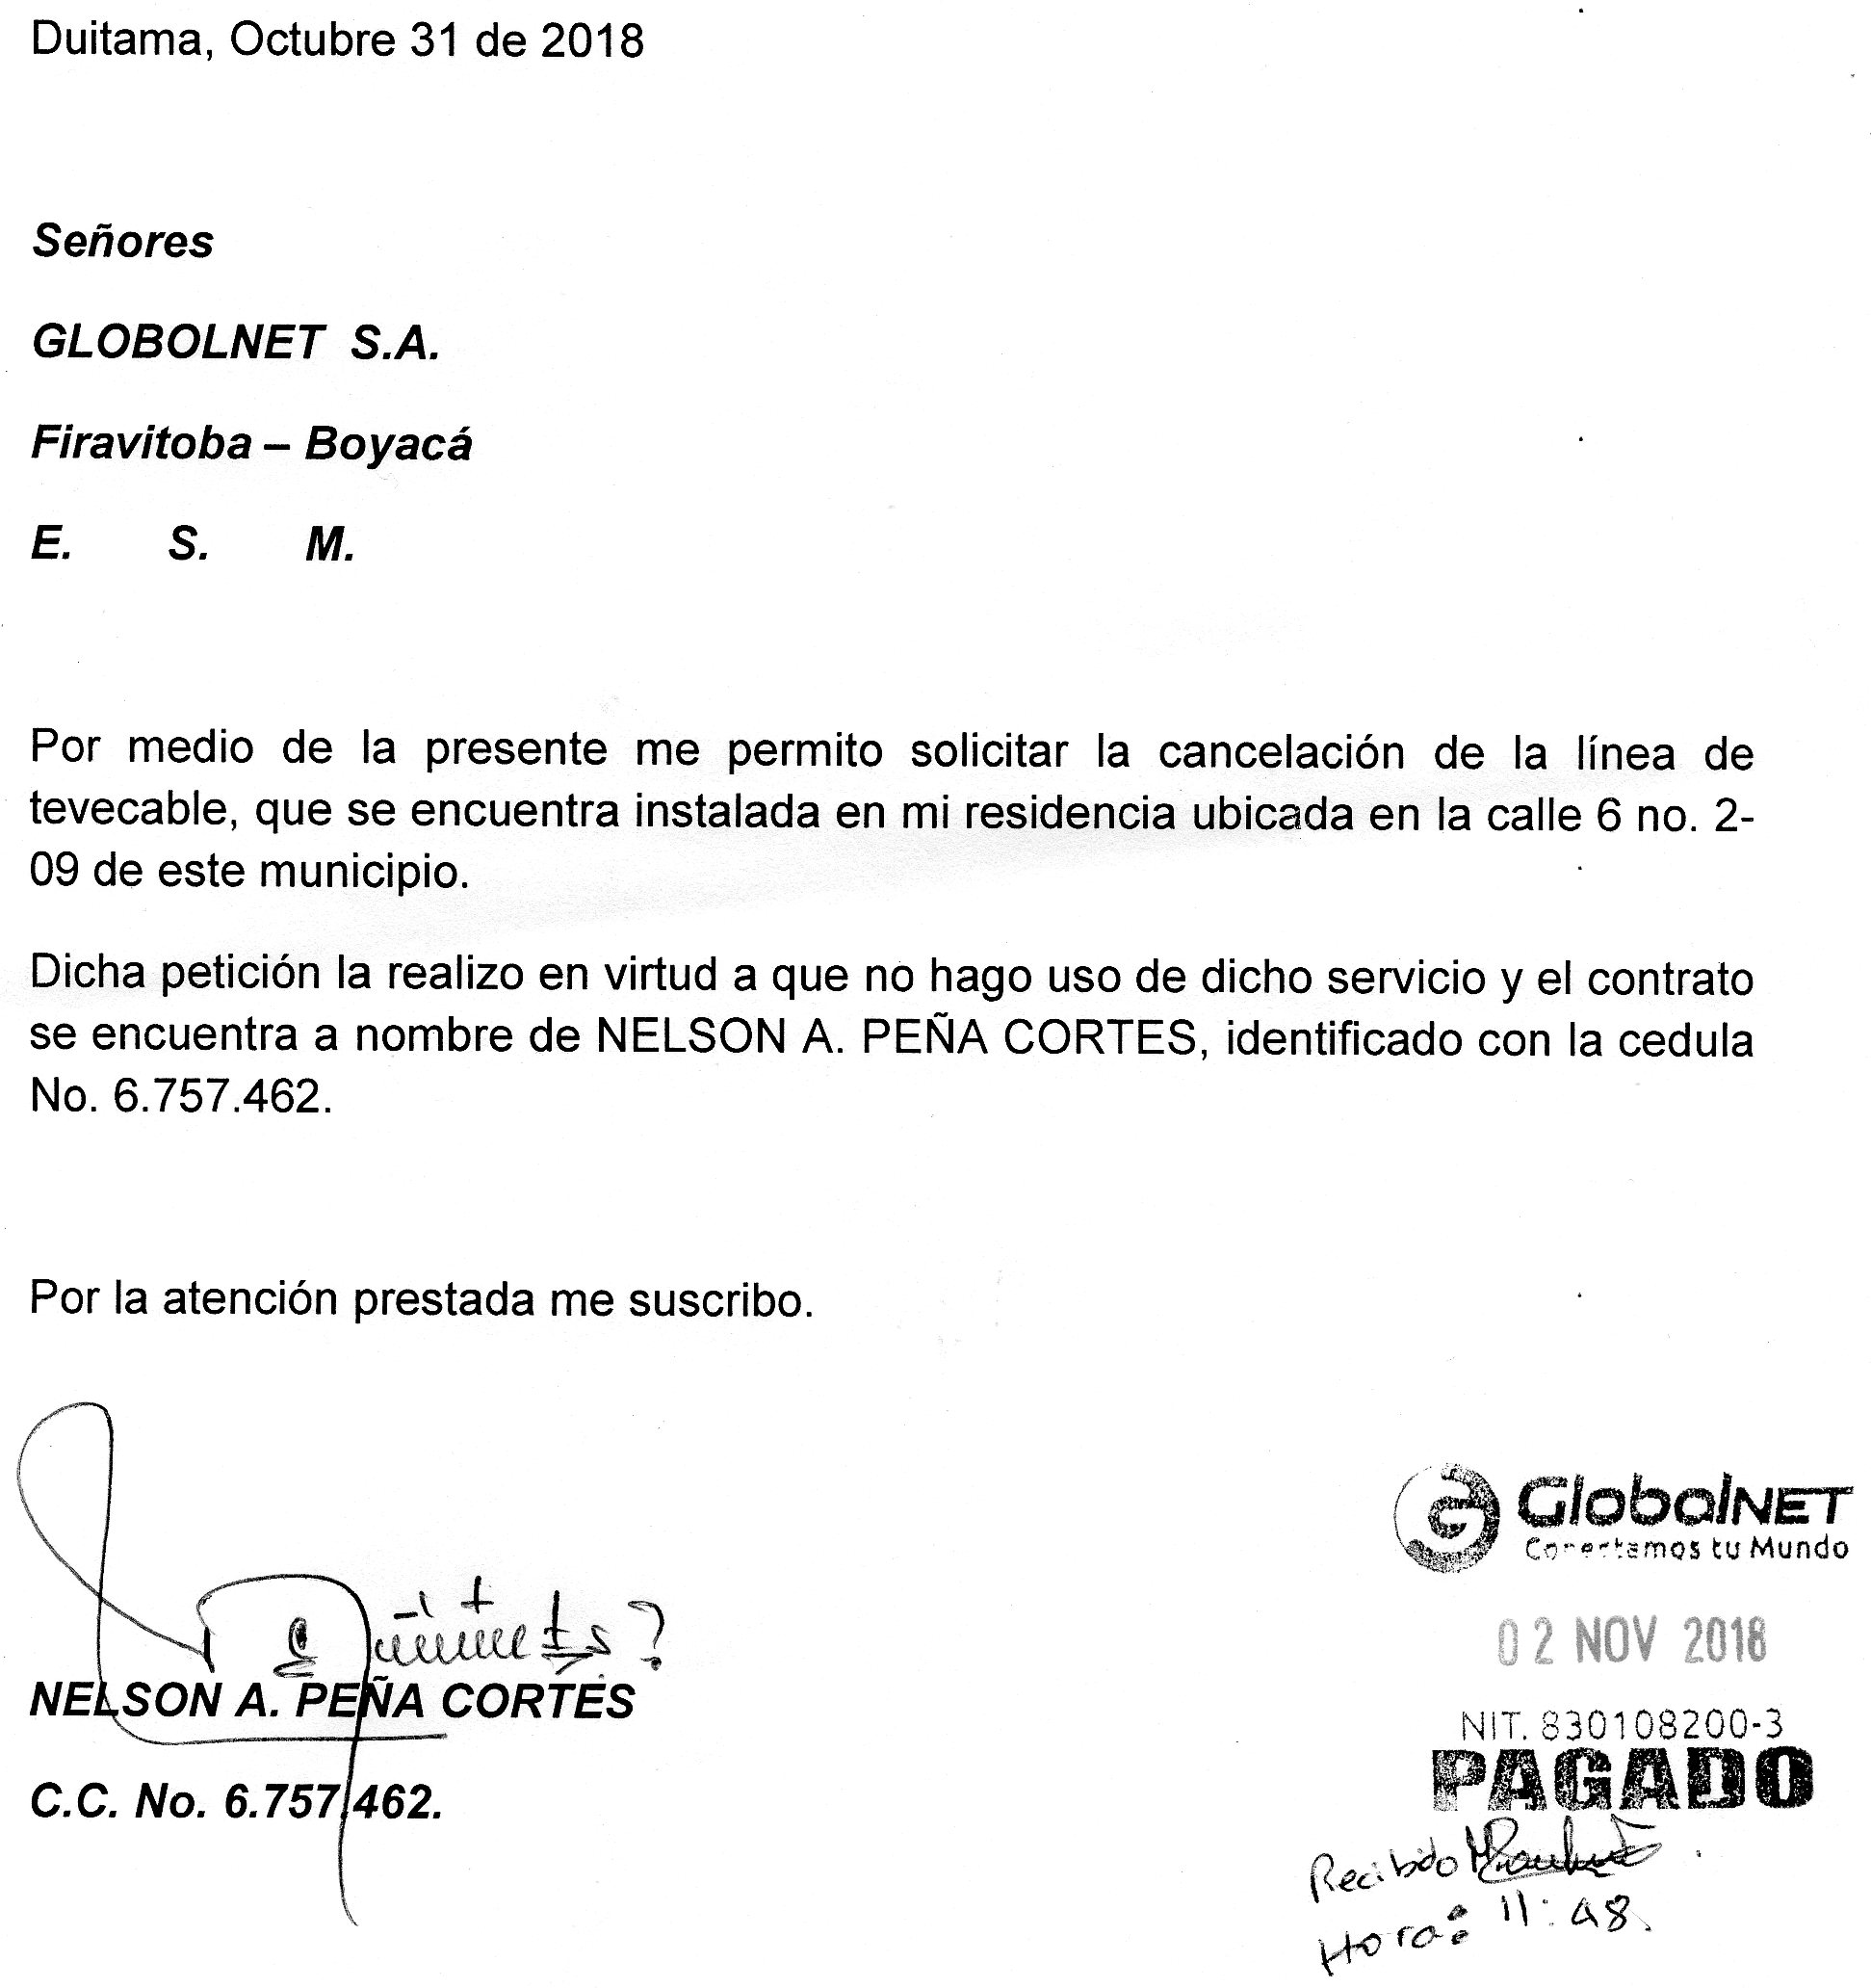 Duitama, Octubre 31 de 2018
Señores
GLOBOLNET S.A.
Firavitoba – Boyacá
E. S. M.
Por medio de la presente me permito solicitar la cancelación de la línea de
tevecable, que se encuentra instalada en mi residencia ubicada en la calle 6 no. 2-
09 de este municipio.
Dicha petición la realizo en virtud a que no hago uso de dicho servicio y el contrato
se encuentra a nombre de NELSON A. PEÑA CORTES, identificado con la cedula
No. 6.757.462.
Por la atención prestada me suscribo.
NELSON A. PEÑA CORTES
C.C. No. 6.757.462.
GlobalNET
Conectamos tu Mundo
02 NOV 2018
NIT. 830108200-3
PAGADO
Recibido
Hora: 11:48.